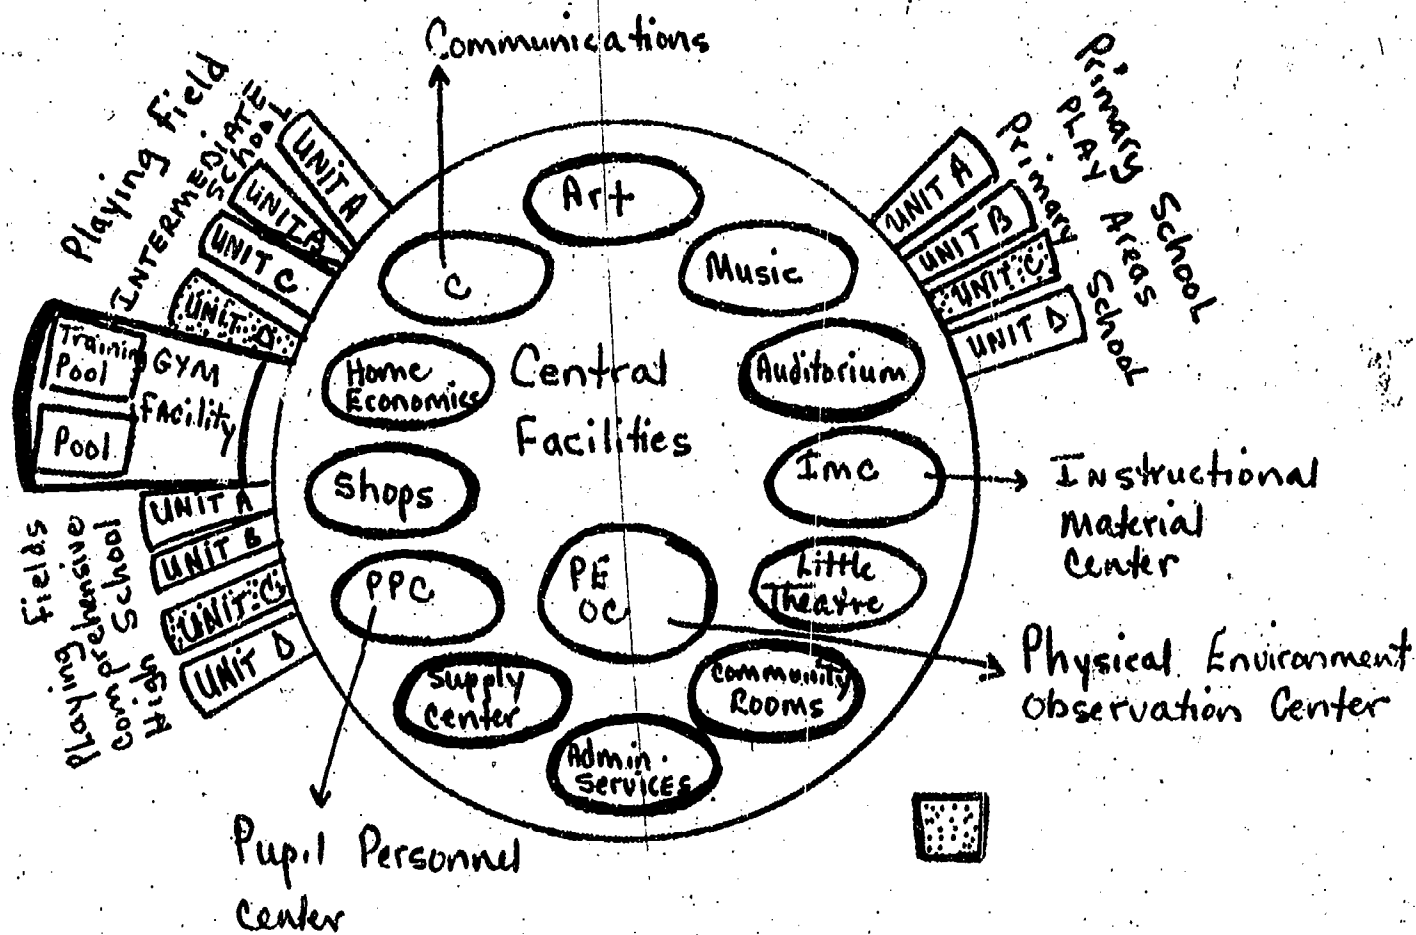 Communications
Playing Field
INTERMEDIATE
School
UNIT A
UNIT B
UNIT C
UNIT D
Training
Pool
Pool
GYM
FAcility
UNIT A
UNIT B
UNIT C
UNIT D
High School
comprehensive
Playing Fields
Primary School
PLAY Areas
Primary School
UNIT A
UNIT B
UNIT C
UNIT D
Central
Facilities
Art
Music
Auditorium
Imc
Little
Theatre
Community
Rooms
Admin.
Services
Supply
center
PPC
Shops
Home
Economics
C
PE
OC
Instructional
Material
Center
Physical Environment
Observation Center
Pupil Personnel
center